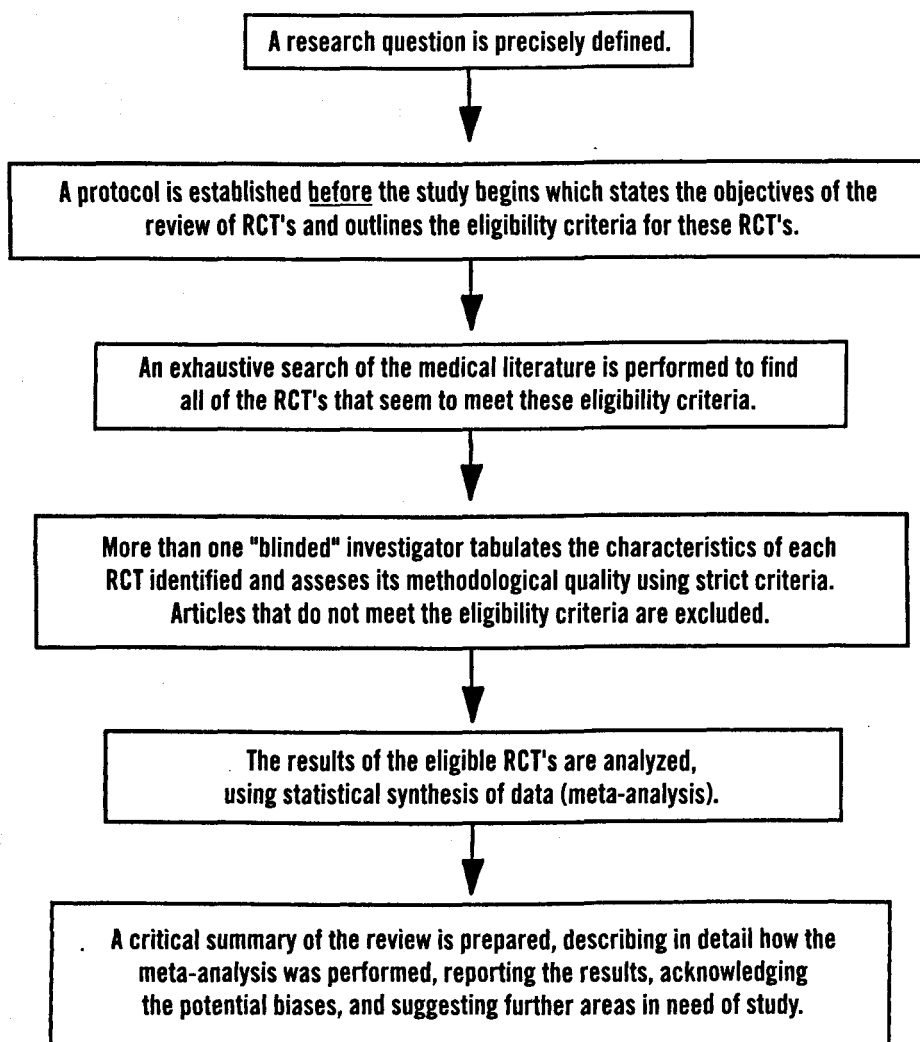 A research question is precisely defined.
A protocol is established before the study begins which states the objectives of the
review of RCT's and outlines the eligibility criteria for these RCT's.
An exhaustive search of the medical literature is performed to find
all of the RCT's that seem to meet these eligibility criteria.
More than one "blinded" investigator tabulates the characteristics of each
RCT identified and asseses its methodological quality using strict criteria.
Articles that do not meet the eligibility criteria are excluded.
The results of the eligible RCT's are analyzed,
using statistical synthesis of data (meta-analysis).
A critical summary of the review is prepared, describing in detail how the
meta-analysis was performed, reporting the results, acknowledging
the potential biases, and suggesting further areas in need of study.